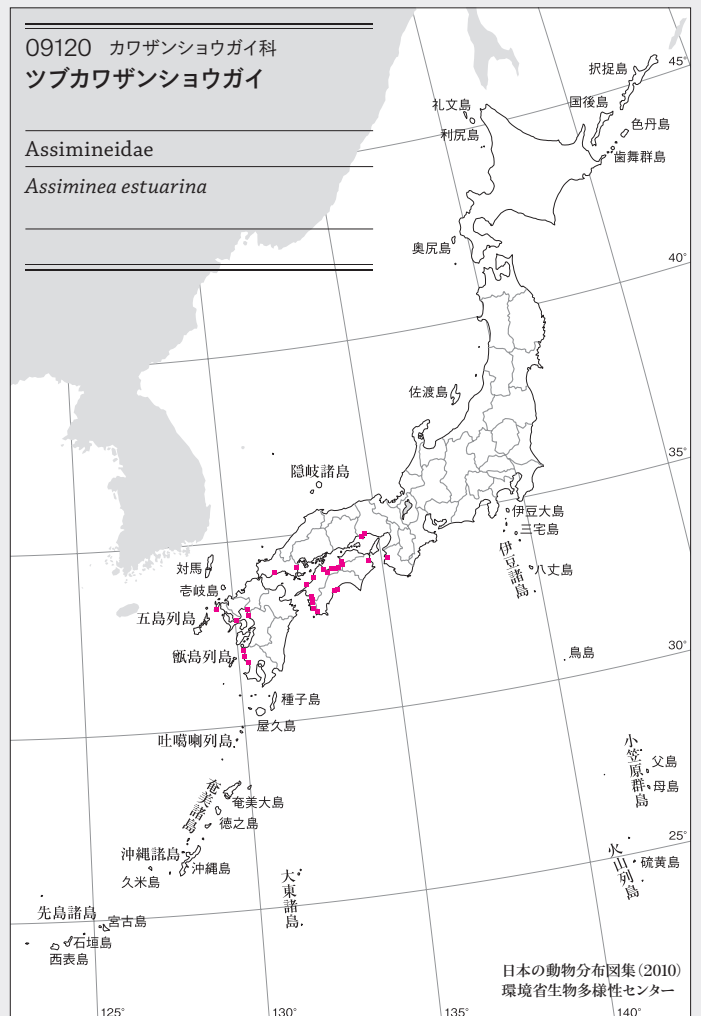 09120 カワザンショウガイ科
ツブカワザンショウガイ
Assimineidae
Assiminea estuarina
択捉島
45°
礼文島
国後島
利尻島
色丹島
歯舞群島
奥尻島
40°
佐渡島
35°
隠岐諸島
伊豆大島
三宅島
伊豆諸島
八丈島
対馬
壱岐島
五島列島
甑島列島
鳥島
30°
種子島
屋久島
吐噶喇列島
小笠原群島
父島
母島
奄美諸島
奄美大島
徳之島
25°
沖縄諸島
沖縄島
久米島
火山列島
硫黄島
大東諸島
先島諸島
宮古島
石垣島
西表島
日本の動物分布図集（2010）
環境省生物多様性センター
125°
130°
135°
140°